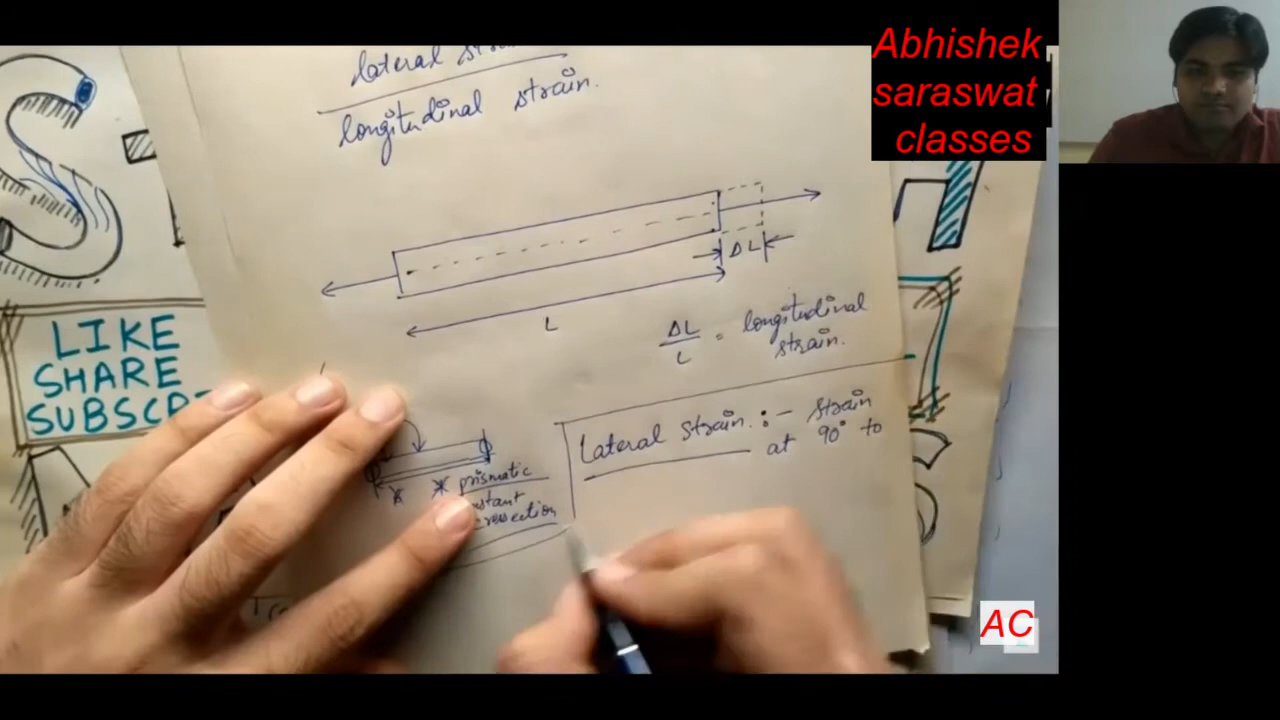 Abhishek
saraswat
classes
lateral
longitudinal strain.
ΔL
L
ΔL
L
= longitudinal
strain.
LIKE
SHARE
Lateral strain :- strain
at 90° to
prismatic
AC